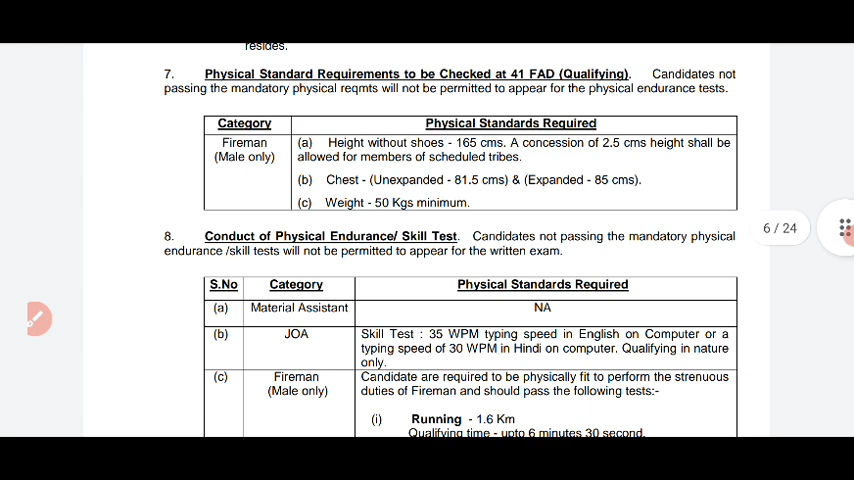 resides.
7. Physical Standard Requirements to be Checked at 41 FAD (Qualifying). Candidates not
passing the mandatory physical reqmts will not be permitted to appear for the physical endurance tests.
Category Physical Standards Required
Fireman (a) Height without shoes - 165 cms. A concession of 2.5 cms height shall be
(Male only) allowed for members of scheduled tribes.
(b) Chest - (Unexpanded - 81.5 cms) & (Expanded - 85 cms).
(c) Weight - 50 Kgs minimum.
6 / 24
8. Conduct of Physical Endurance/ Skill Test. Candidates not passing the mandatory physical
endurance /skill tests will not be permitted to appear for the written exam.
S.No Category Physical Standards Required
(a) Material Assistant NA
(b) JOA Skill Test : 35 WPM typing speed in English on Computer or a
typing speed of 30 WPM in Hindi on computer. Qualifying in nature
only.
(c) Fireman Candidate are required to be physically fit to perform the strenuous
(Male only) duties of Fireman and should pass the following tests:-
(i) Running - 1.6 Km
Qualifying time - upto 6 minutes 30 second.